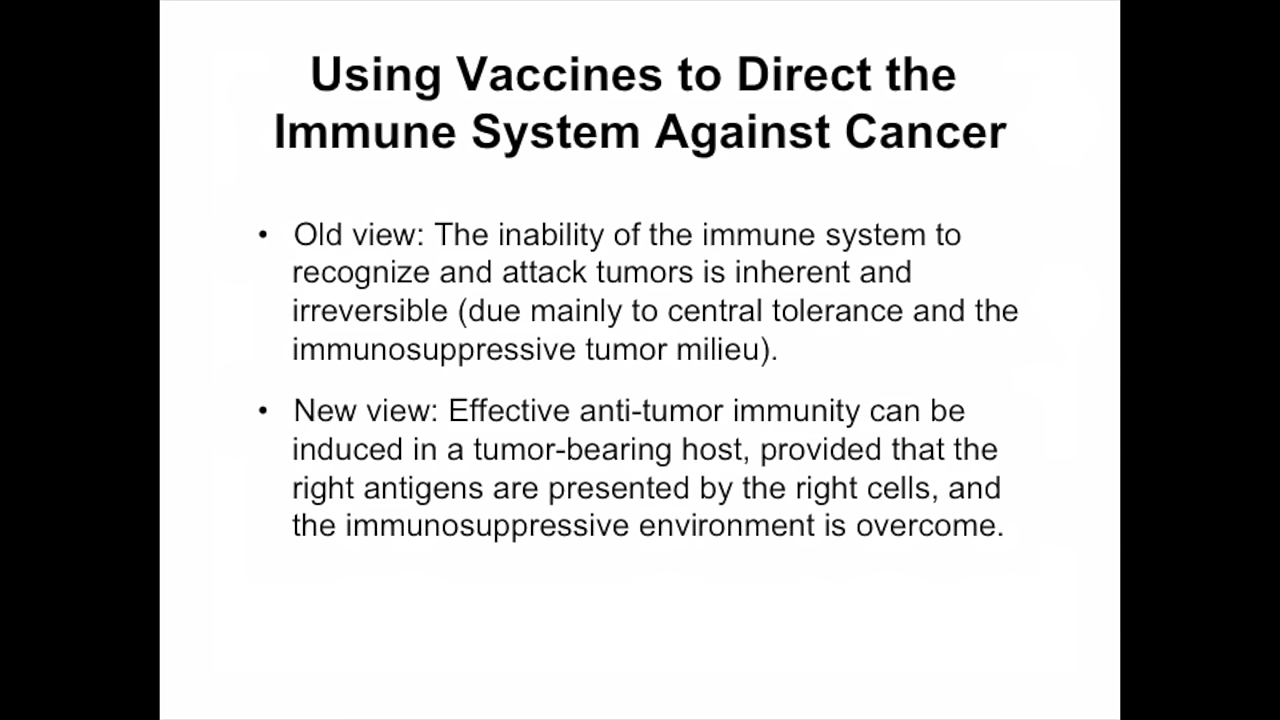 Using Vaccines to Direct the
Immune System Against Cancer
• Old view: The inability of the immune system to
recognize and attack tumors is inherent and
irreversible (due mainly to central tolerance and the
immunosuppressive tumor milieu).
• New view: Effective anti-tumor immunity can be
induced in a tumor-bearing host, provided that the
right antigens are presented by the right cells, and
the immunosuppressive environment is overcome.